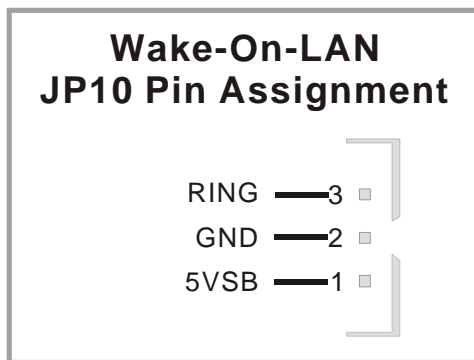 Wake-On-LAN
JP10 Pin Assignment
RING 3
GND 2
5VSB 1